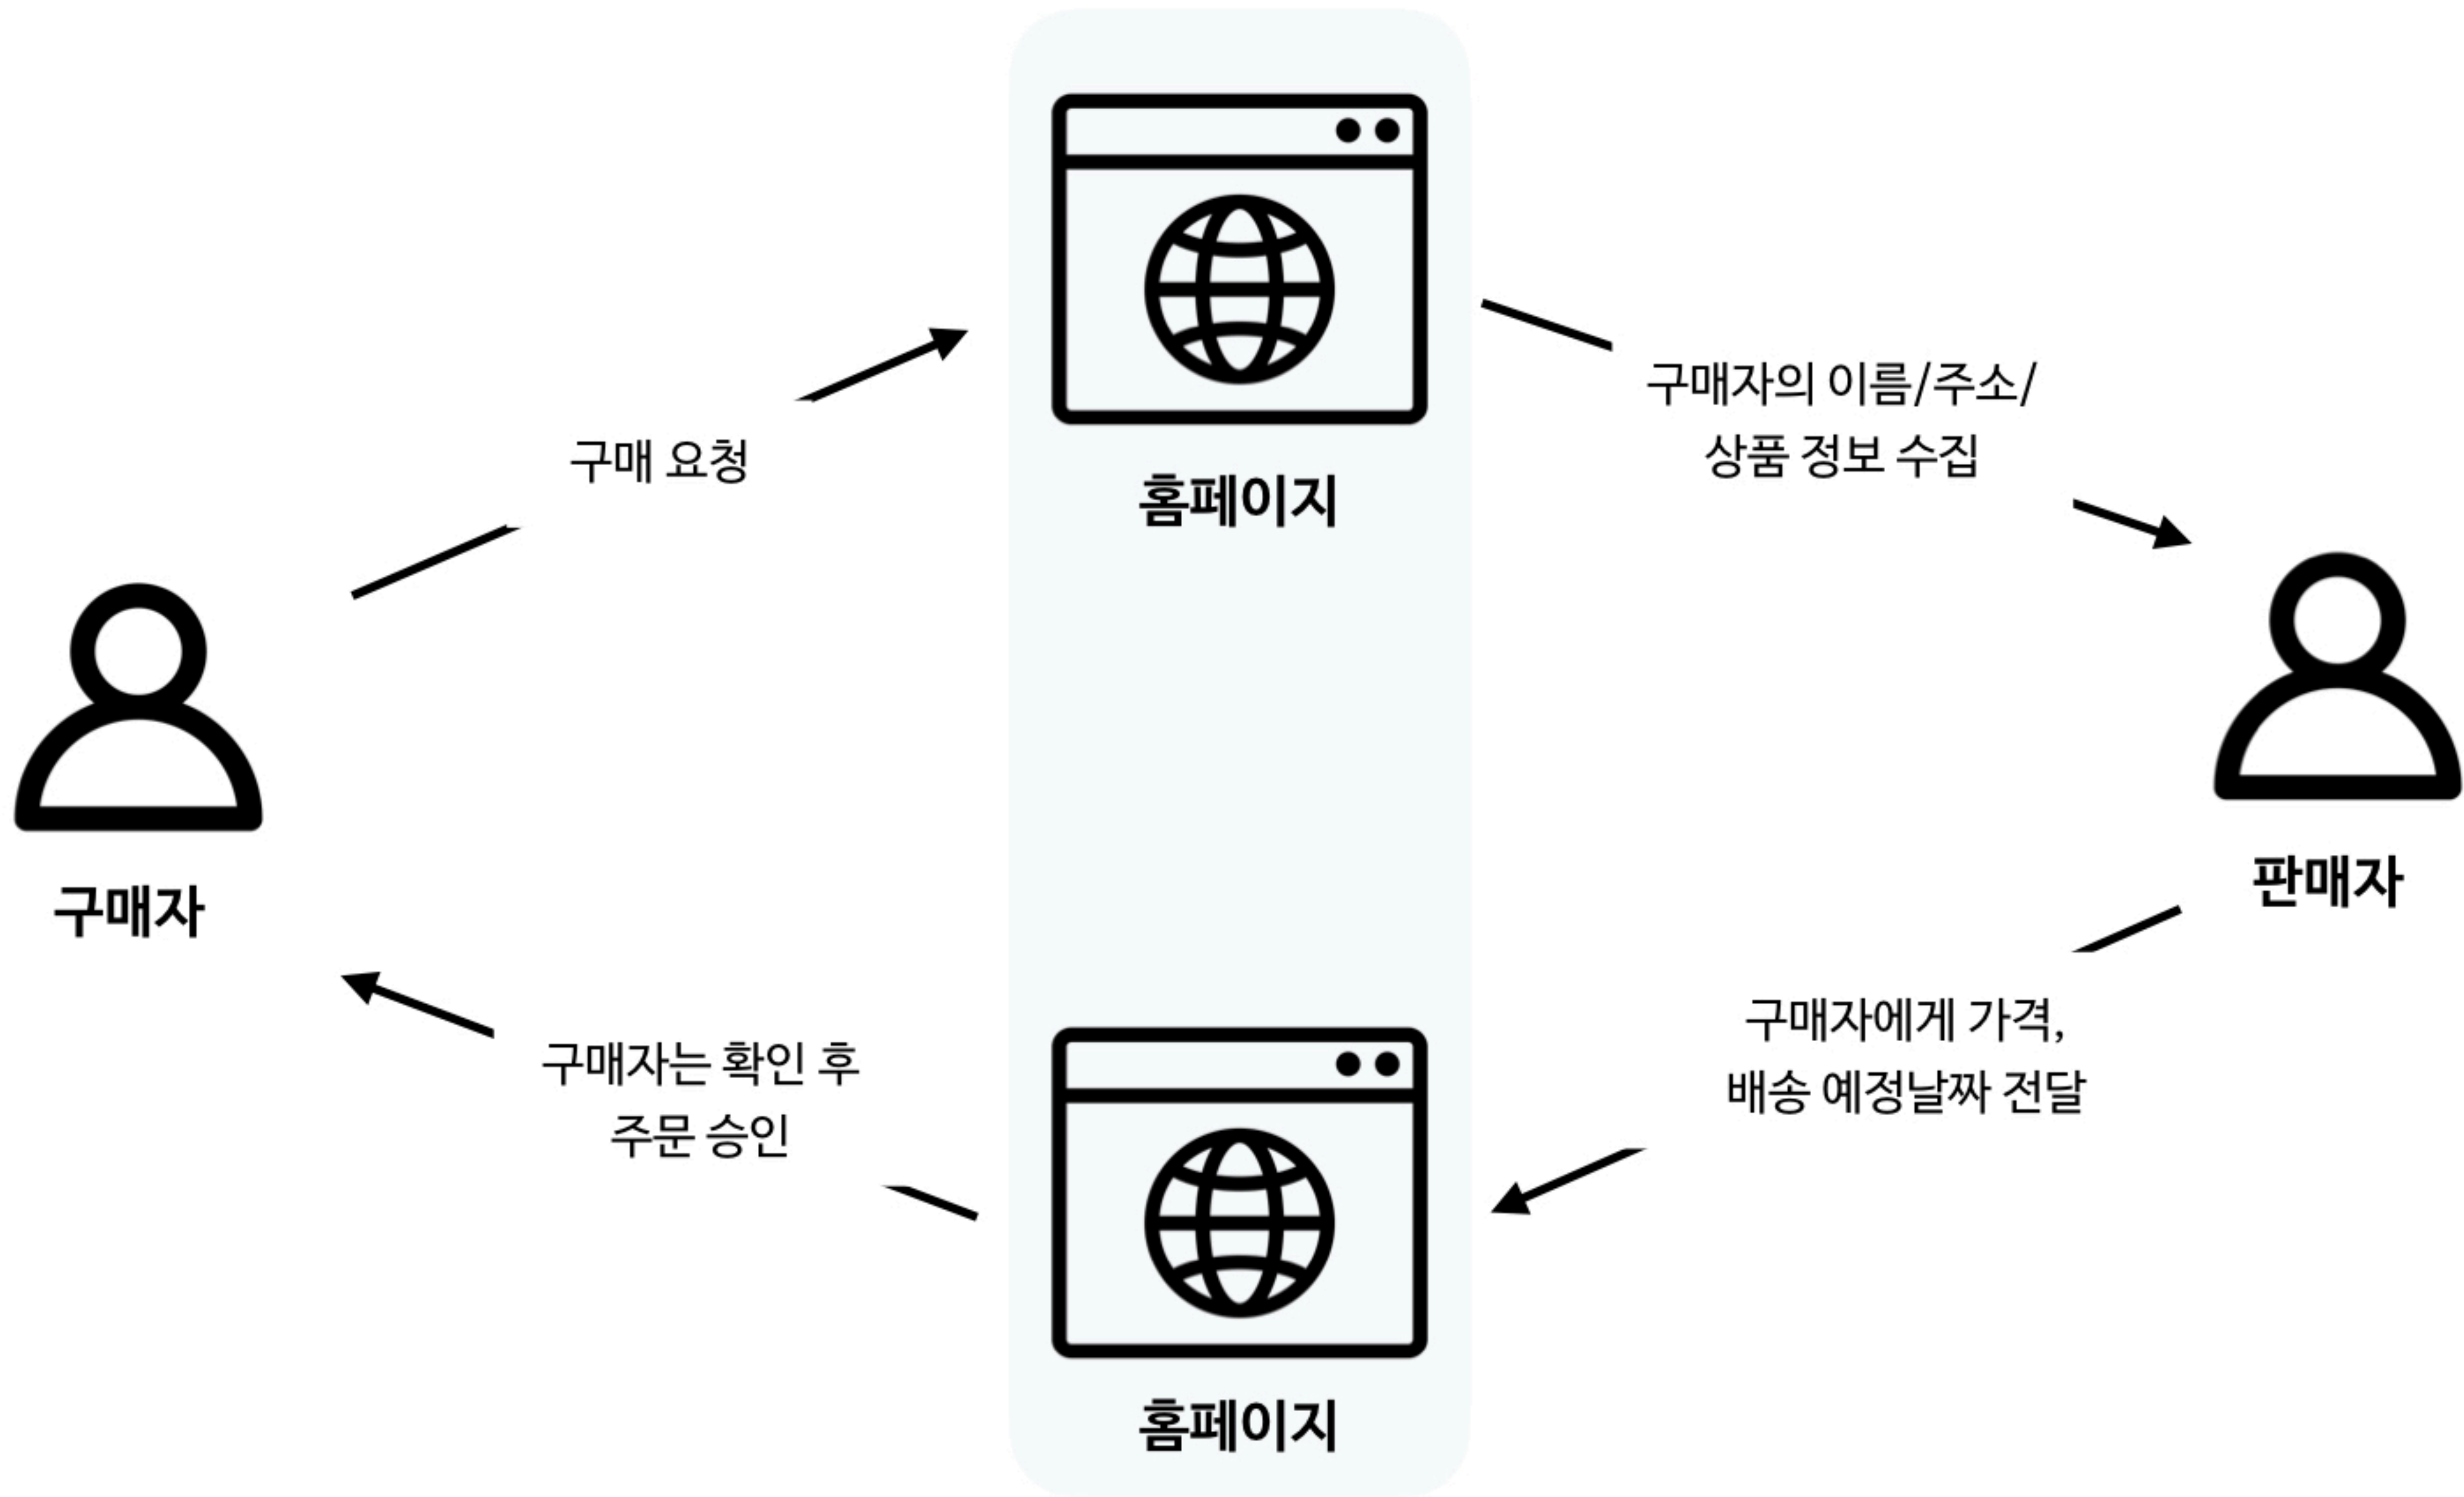 구매 요청
홈페이지
구매자의 이름/주소/
상품 정보 수집
구매자
판매자
구매자는 확인 후
주문 승인
구매자에게 가격,
배송 예정날짜 전달
홈페이지